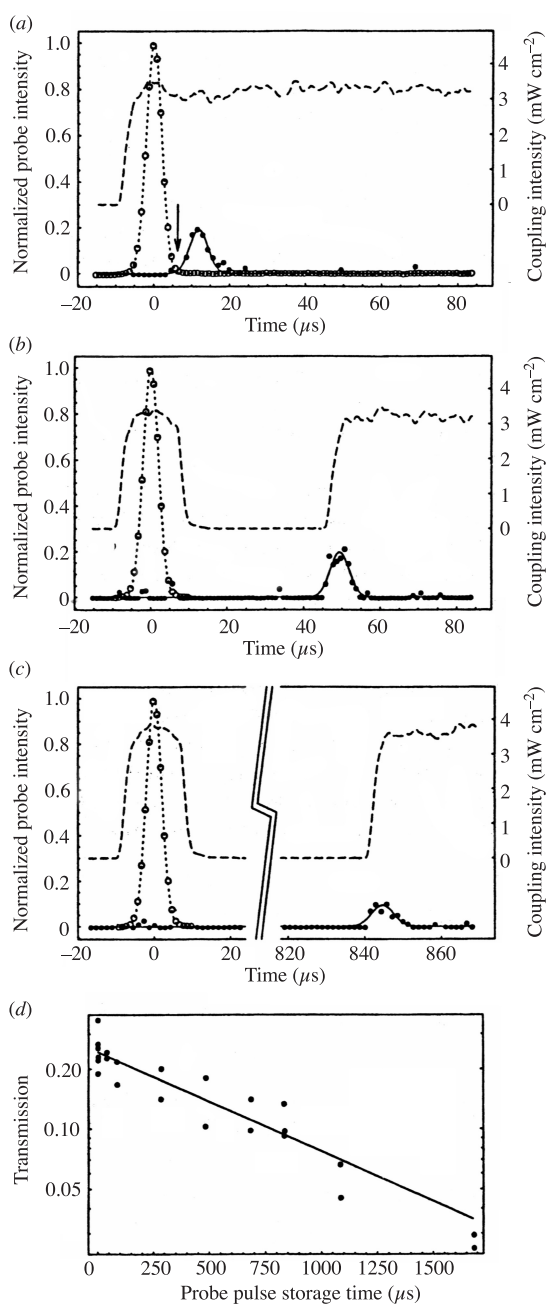 (a)
1.0
0.8
0.6
0.4
0.2
0
4
3
2
1
0
Normalized probe intensity
Coupling intensity (mW cm−2)
−20 0 20 40 60 80
Time (µs)
(b)
1.0
0.8
0.6
0.4
0.2
0
4
3
2
1
0
Normalized probe intensity
Coupling intensity (mW cm−2)
−20 0 20 40 60 80
Time (µs)
(c)
1.0
0.8
0.6
0.4
0.2
0
4
3
2
1
0
Normalized probe intensity
Coupling intensity (mW cm−2)
−20 0 20 820 840 860
Time (µs)
(d)
0.20
0.10
0.05
Transmission
0 250 500 750 1000 1250 1500
Probe pulse storage time (µs)